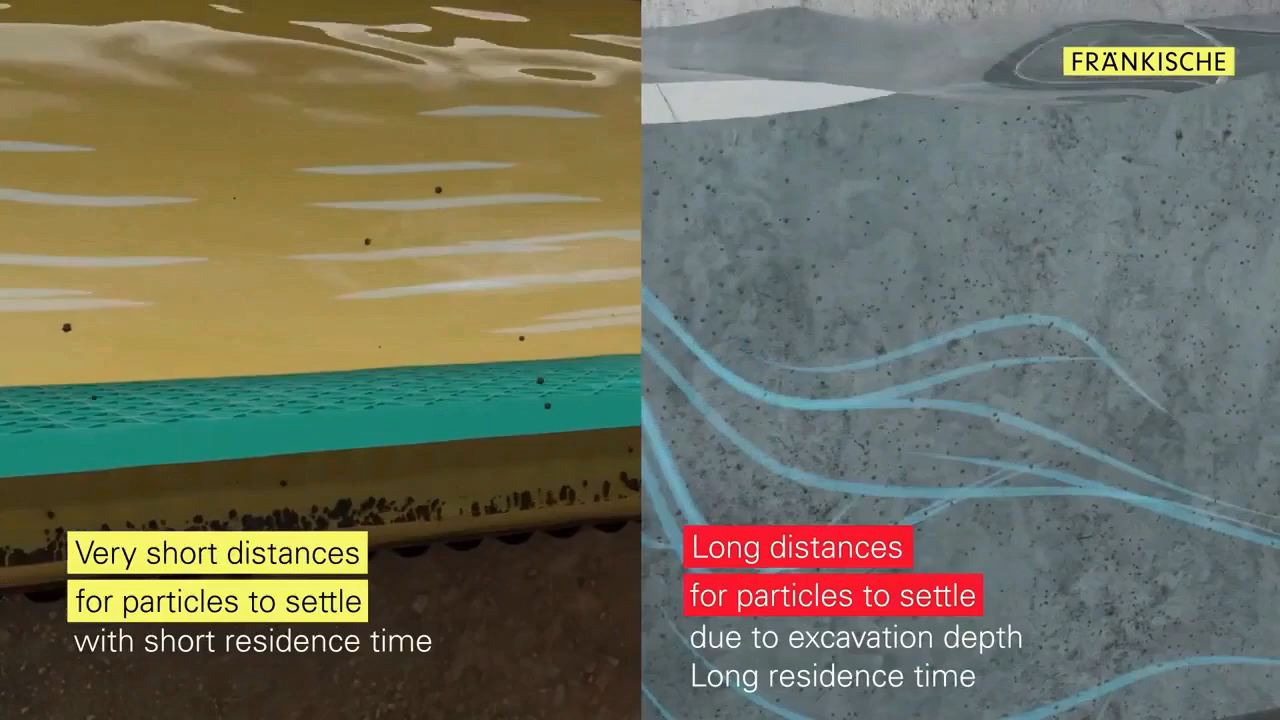 FRÄNKISCHE
Very short distances
for particles to settle
with short residence time
Long distances
for particles to settle
due to excavation depth
Long residence time